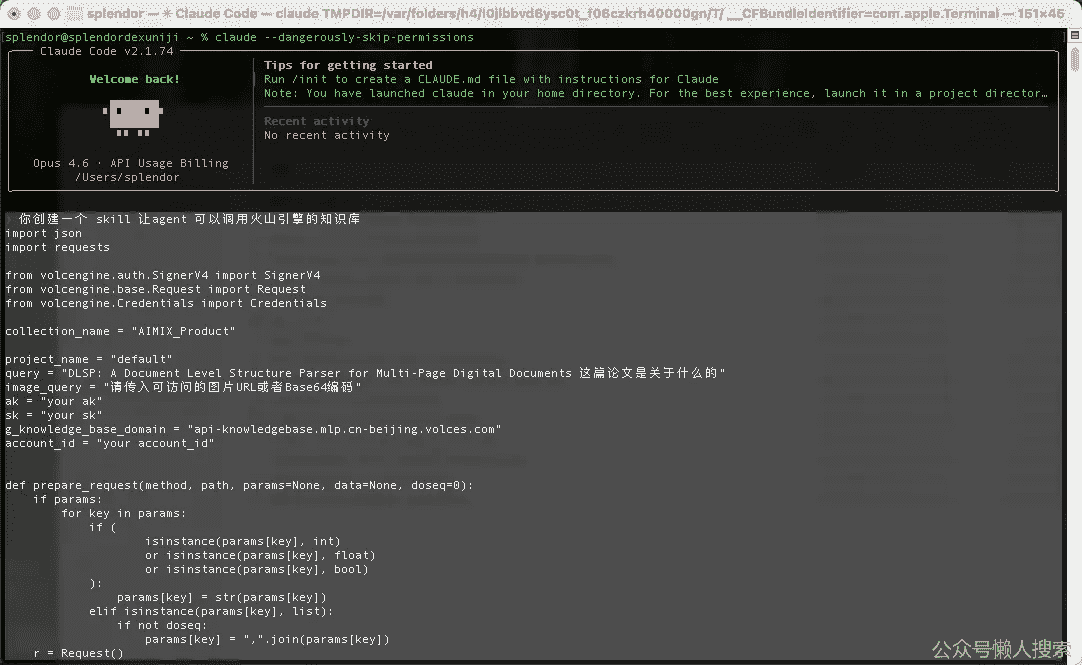 splendor — ✳ Claude Code — claude TMPDIR=/var/folders/h4/l0jlbbvd6ysc0t_f06czkrh40000gn/T/ __CFBundleIdentifier=com.apple.Terminal — 151×45
splendor@splendordexuniji ~ % claude --dangerously-skip-permissions
Claude Code v2.1.74
Welcome back!
Opus 4.6 · API Usage Billing
/Users/splendor
Tips for getting started
Run /init to create a CLAUDE.md file with instructions for Claude
Note: You have launched claude in your home directory. For the best experience, launch it in a project director…
Recent activity
No recent activity
› 你创建一个 skill 让agent 可以调用火山引擎的知识库
import json
import requests
from volcengine.auth.SignerV4 import SignerV4
from volcengine.base.Request import Request
from volcengine.Credentials import Credentials
collection_name = "AIMIX_Product"
project_name = "default"
query = "DLSP: A Document Level Structure Parser for Multi-Page Digital Documents 这篇论文是关于什么的"
image_query = "请传入可访问的图片URL或者Base64编码"
ak = "your ak"
sk = "your sk"
g_knowledge_base_domain = "api-knowledgebase.mlp.cn-beijing.volces.com"
account_id = "your account_id"
def prepare_request(method, path, params=None, data=None, doseq=0):
    if params:
        for key in params:
            if (
                    isinstance(params[key], int)
                    or isinstance(params[key], float)
                    or isinstance(params[key], bool)
            ):
                params[key] = str(params[key])
            elif isinstance(params[key], list):
                if not doseq:
                    params[key] = ",".join(params[key])
    r = Request()
公众号懒人搜索